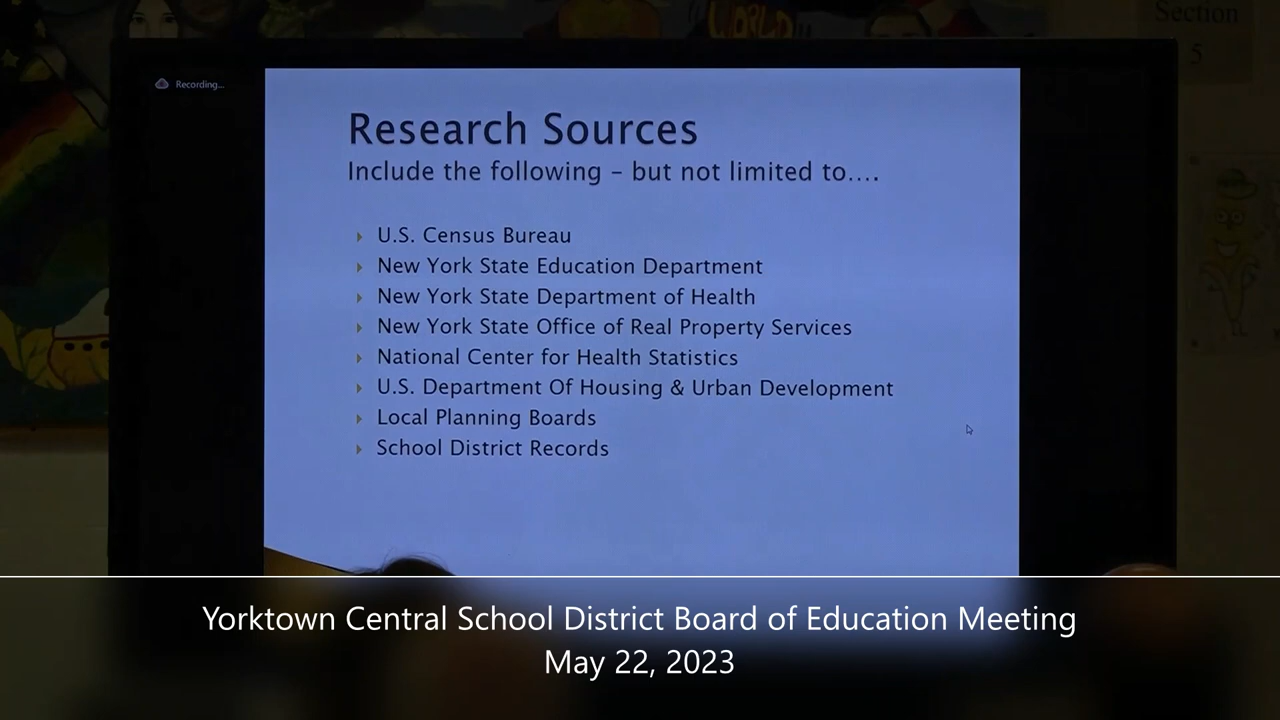 WORLD
Section
5
Recording...
Research Sources
Include the following – but not limited to....
U.S. Census Bureau
New York State Education Department
New York State Department of Health
New York State Office of Real Property Services
National Center for Health Statistics
U.S. Department Of Housing & Urban Development
Local Planning Boards
School District Records
Yorktown Central School District Board of Education Meeting
May 22, 2023